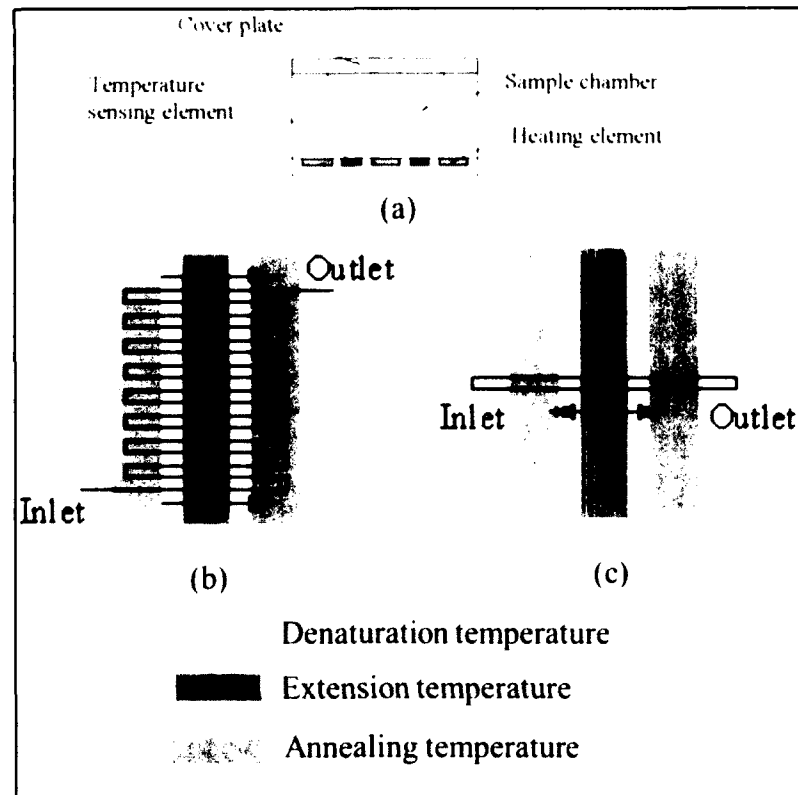 Cover plate
Temperature
sensing element
Sample chamber
Heating element
(a)
Outlet
Inlet
(b)
Inlet
Outlet
(c)
Denaturation temperature
Extension temperature
Annealing temperature